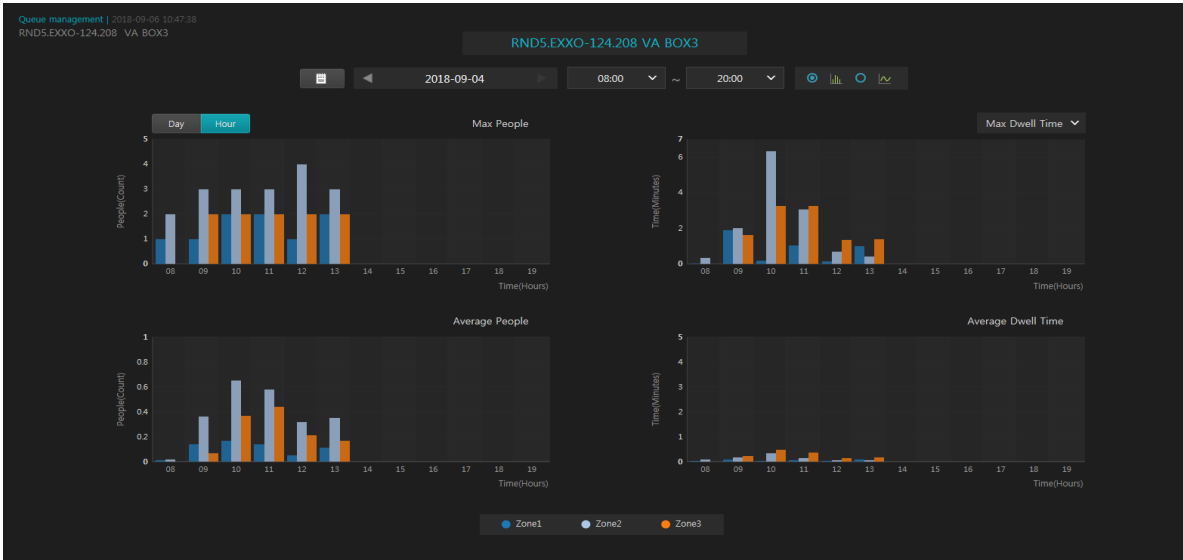 Queue management | 2018-09-06 10:47:38
RND5.EXXO-124.208 VA BOX3
RND5.EXXO-124.208 VA BOX3
2018-09-04 08:00 ~ 20:00
Day Hour Max People
5
4
3
2
1
0
People(Count)
08 09 10 11 12 13 14 15 16 17 18 19
Time(Hours)
Max Dwell Time
7
6
4
2
0
Time(Minutes)
08 09 10 11 12 13 14 15 16 17 18 19
Time(Hours)
Average People
1
0.8
0.6
0.4
0.2
0
People(Count)
08 09 10 11 12 13 14 15 16 17 18 19
Time(Hours)
Average Dwell Time
5
4
3
2
1
0
Time(Minutes)
08 09 10 11 12 13 14 15 16 17 18 19
Time(Hours)
Zone1 Zone2 Zone3